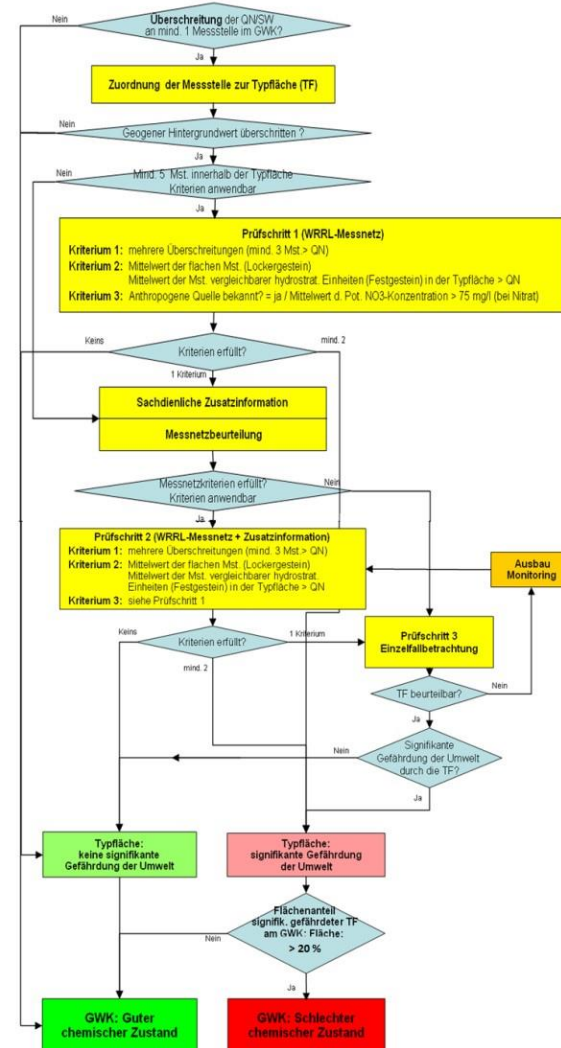 Nein
Überschreitung der QN/SW
an mind. 1 Messstelle im GWK?
Ja
Zuordnung der Messstelle zur Typfläche (TF)
Nein
Geogener Hintergrundwert überschritten ?
Ja
Nein
Mind. 5 Mst. innerhalb der Typfläche
Kriterien anwendbar
Ja
Prüfschritt 1 (WRRL-Messnetz)
Kriterium 1: mehrere Überschreitungen (mind. 3 Mst.> QN)
Kriterium 2: Mittelwert der flachen Mst. (Lockergestein)
Mittelwert der Mst. vergleichbarer hydrostrat. Einheiten (Festgestein) in der Typfläche > QN
Kriterium 3: Anthropogene Quelle bekannt? = ja / Mittelwert d. Pot. NO3-Konzentration > 75 mg/l (bei Nitrat)
Keins
Kriterien erfüllt?
mind. 2
1 Kriterium
Sachdienliche Zusatzinformation
Messnetzbeurteilung
Messnetzkriterien erfüllt?
Kriterien anwendbar
Nein
Ja
Prüfschritt 2 (WRRL-Messnetz + Zusatzinformation)
Kriterium 1: mehrere Überschreitungen (mind. 3 Mst.> QN)
Kriterium 2: Mittelwert der flachen Mst. (Lockergestein)
Mittelwert der Mst. vergleichbarer hydrostrat.
Einheiten (Festgestein) in der Typfläche > QN
Kriterium 3: siehe Prüfschritt 1
Ausbau
Monitoring
Keins
Kriterien erfüllt?
1 Kriterium
mind. 2
Prüfschritt 3
Einzelfallbetrachtung
TF beurteilbar?
Nein
Ja
Signifikante
Gefährdung der Umwelt
durch die TF?
Nein
Ja
Typfläche:
keine signifikante
Gefährdung der Umwelt
Typfläche:
signifikante Gefährdung
der Umwelt
Flächenanteil
signifik. gefährdeter TF
am GWK: Fläche:
> 20 %
Nein
Ja
GWK: Guter
chemischer Zustand
GWK: Schlechter
chemischer Zustand